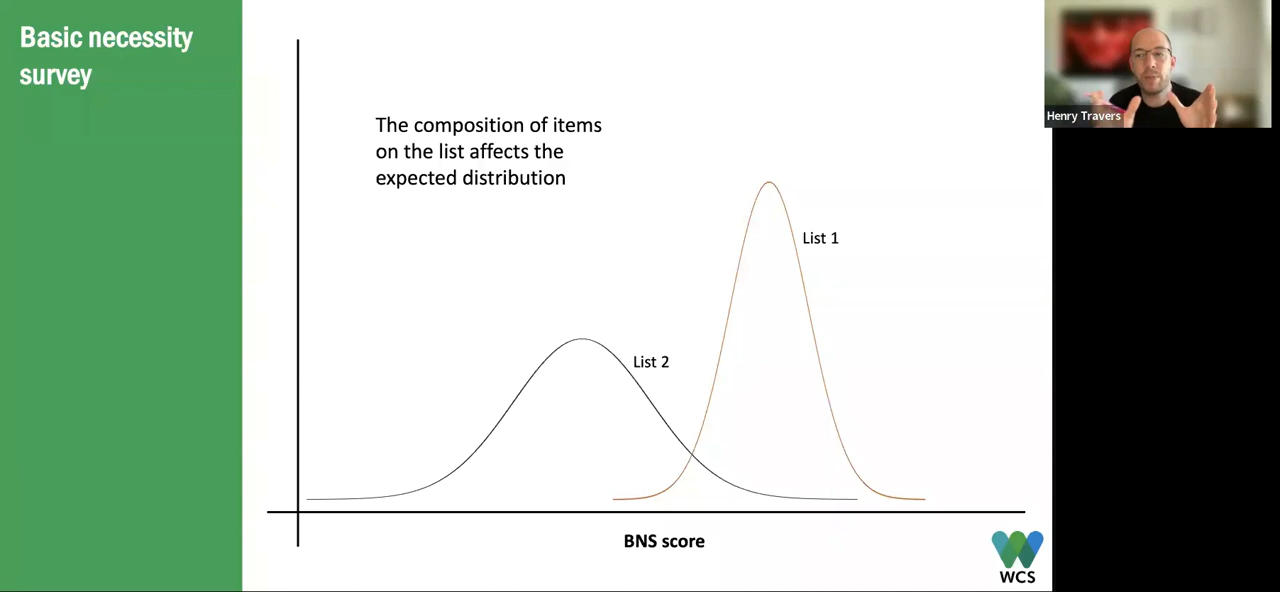 Basic necessity
survey
The composition of items
on the list affects the
expected distribution
List 1
List 2
BNS score
Henry Travers
WCS